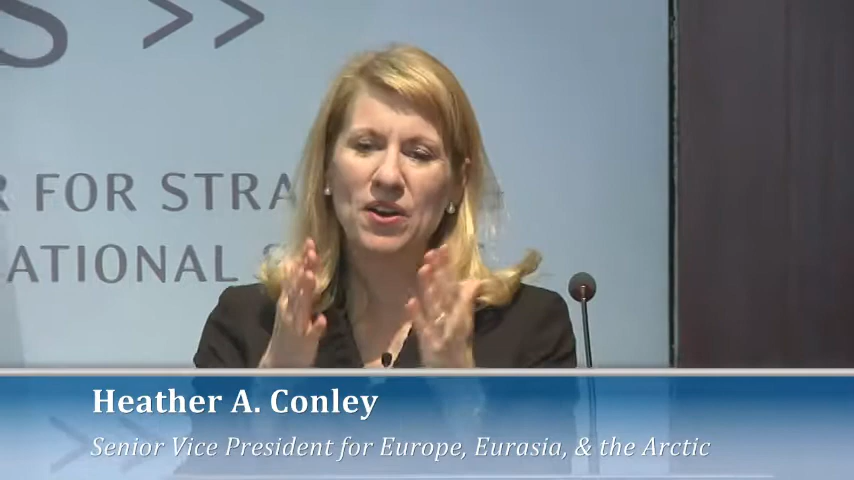 S >>
R FOR STRA
ATIONAL S
Heather A. Conley
Senior Vice President for Europe, Eurasia, & the Arctic